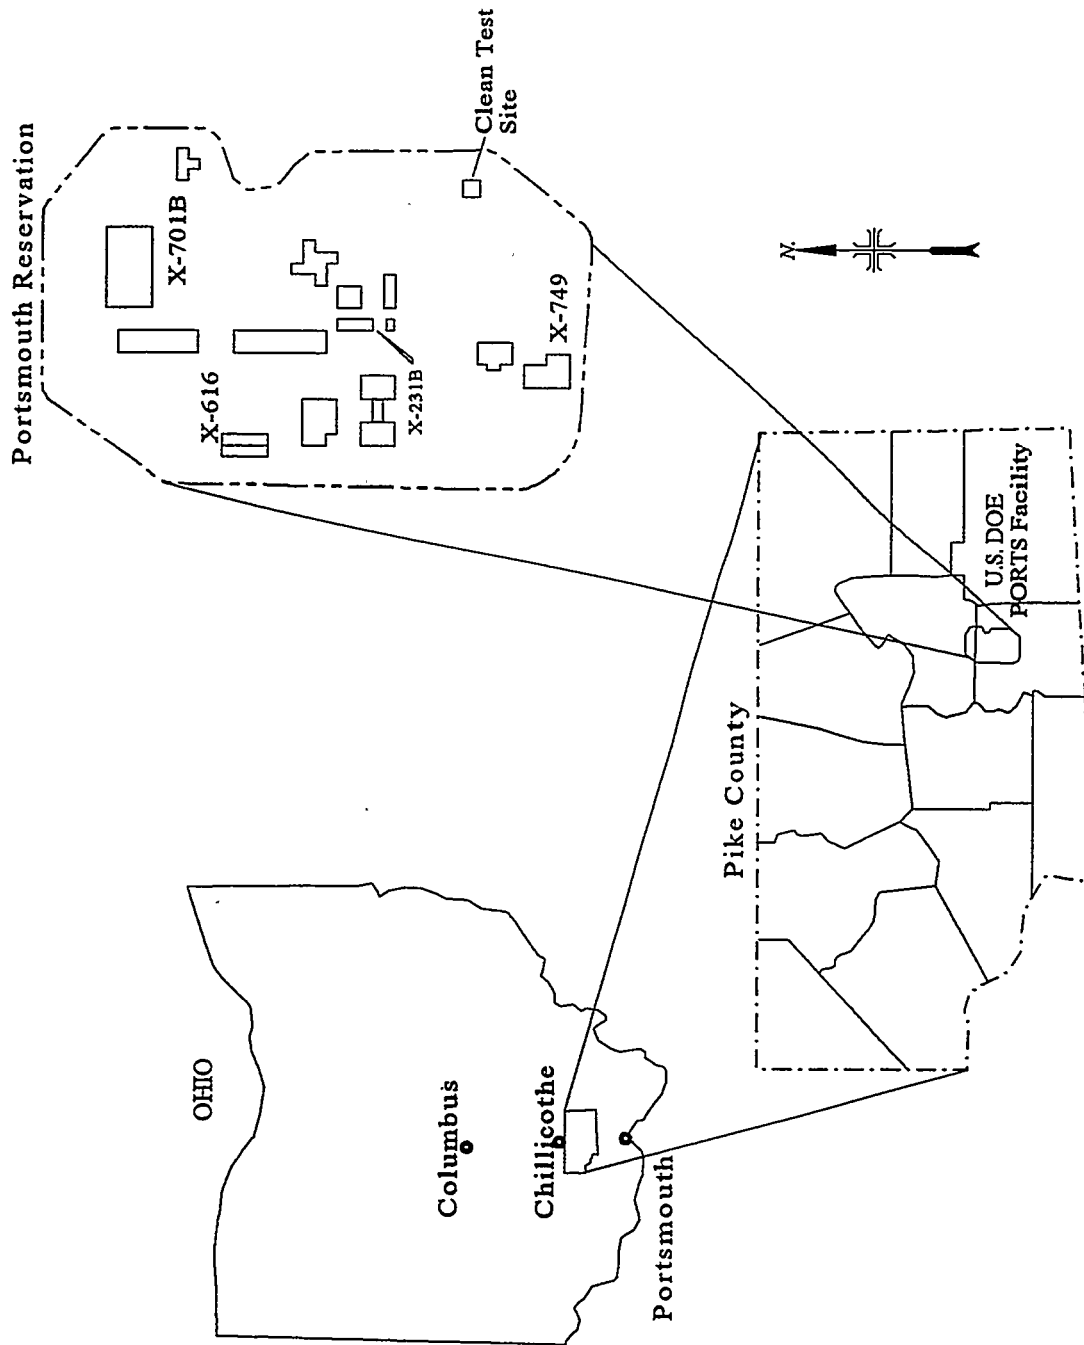 Portsmouth Reservation
X-701B
X-616
X-231B
X-749
Clean Test
Site
N.
OHIO
Columbus
Chillicothe
Portsmouth
Pike County
U.S. DOE
PORTS Facility